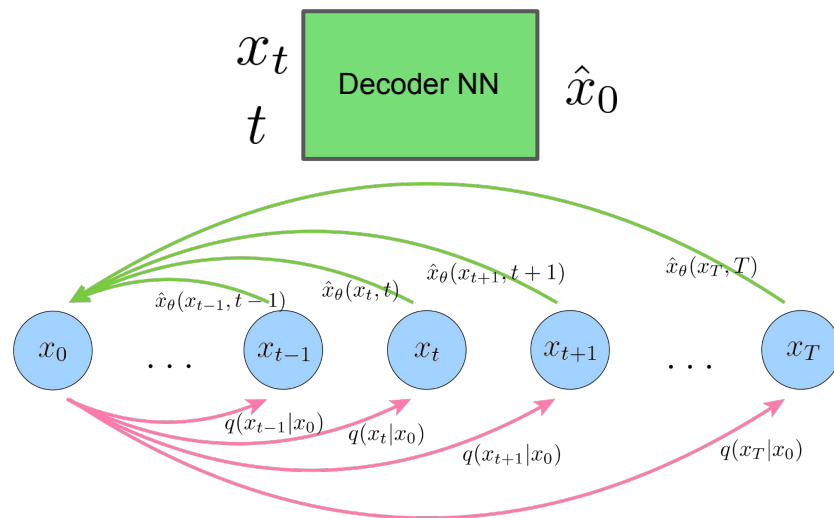 x_t
Decoder NN
x̂_0
t
x̂_θ(x_{t-1}, t-1)
x̂_θ(x_t, t)
x̂_θ(x_{t+1}, t+1)
x̂_θ(x_T, T)
x_0
...
x_{t-1}
x_t
x_{t+1}
...
x_T
q(x_{t-1}|x_0)
q(x_t|x_0)
q(x_{t+1}|x_0)
q(x_T|x_0)